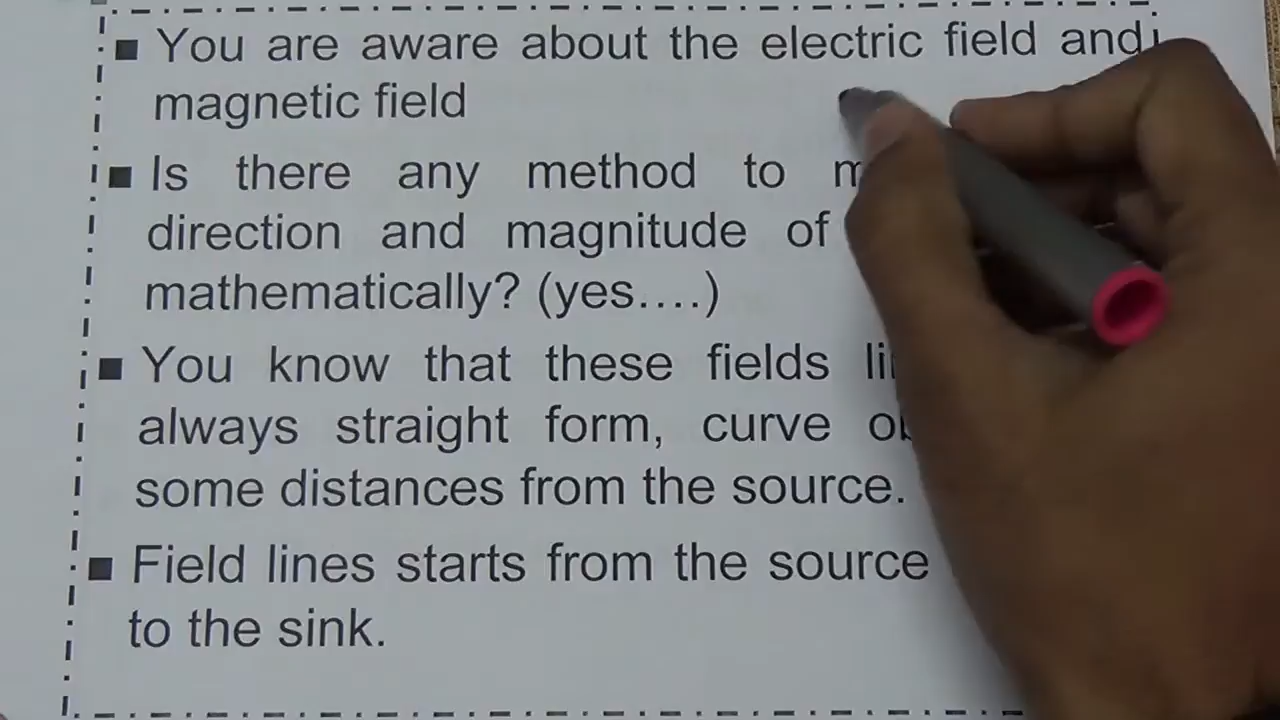 ▪ You are aware about the electric field and
magnetic field
▪ Is there any method to
direction and magnitude of
mathematically? (yes....)
▪ You know that these fields
always straight form, curve
some distances from the source.
▪ Field lines starts from the source
to the sink.